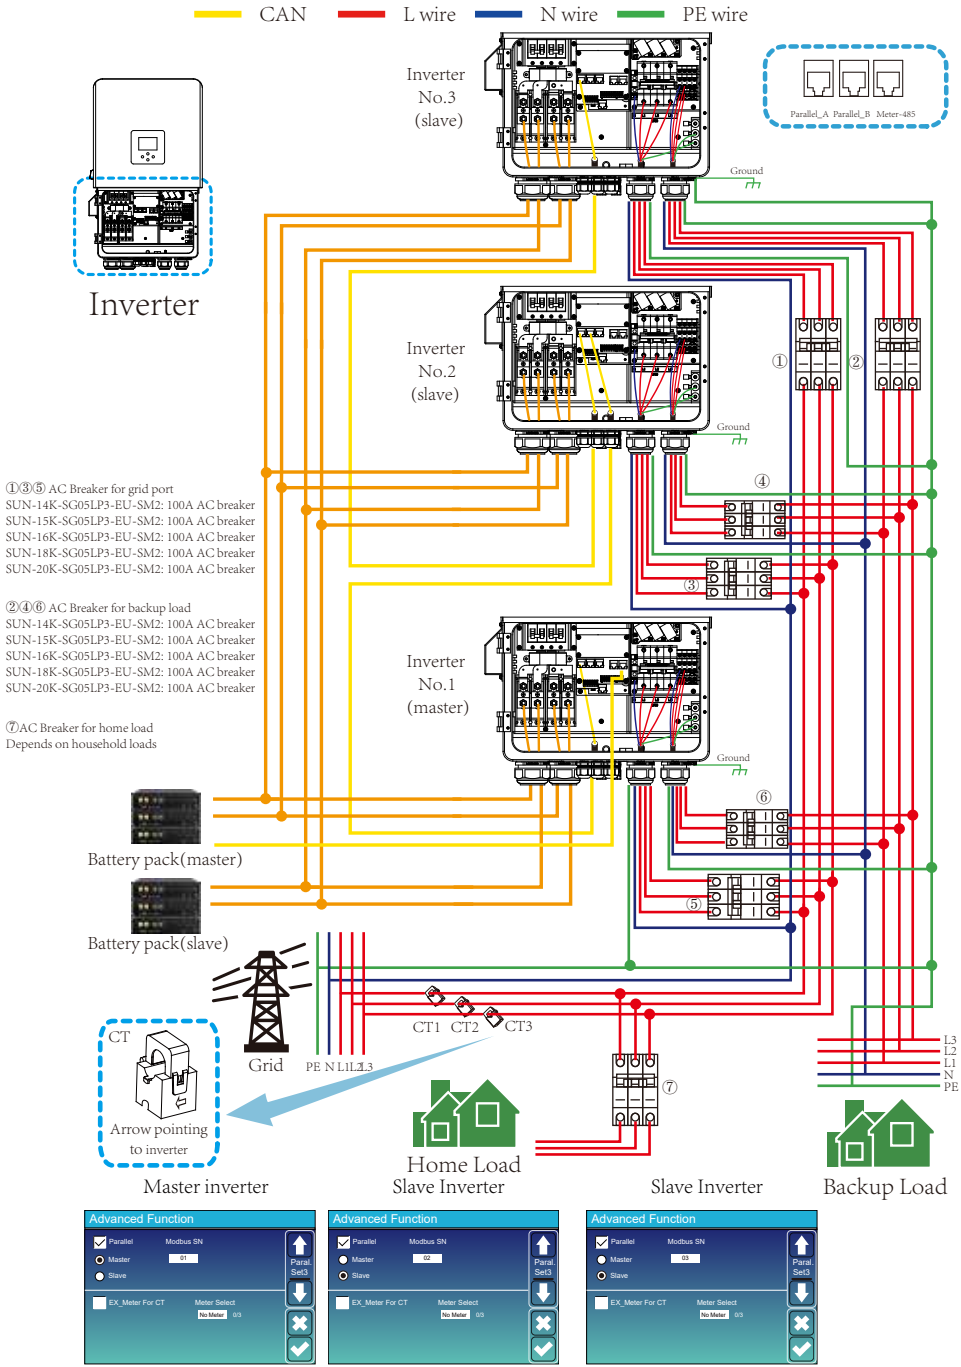 CAN
L wire
N wire
PE wire
Inverter
No.3
(slave)
Parallel_A Parallel_B Meter-485
Ground
Inverter
Inverter
No.2
(slave)
①
②
Ground
④
①③⑤ AC Breaker for grid port
SUN-14K-SG05LP3-EU-SM2: 100A AC breaker
SUN-15K-SG05LP3-EU-SM2: 100A AC breaker
SUN-16K-SG05LP3-EU-SM2: 100A AC breaker
SUN-18K-SG05LP3-EU-SM2: 100A AC breaker
SUN-20K-SG05LP3-EU-SM2: 100A AC breaker
③
②④⑥ AC Breaker for backup load
SUN-14K-SG05LP3-EU-SM2: 100A AC breaker
SUN-15K-SG05LP3-EU-SM2: 100A AC breaker
SUN-16K-SG05LP3-EU-SM2: 100A AC breaker
SUN-18K-SG05LP3-EU-SM2: 100A AC breaker
SUN-20K-SG05LP3-EU-SM2: 100A AC breaker
Inverter
No.1
(master)
⑦AC Breaker for home load
Depends on household loads
Ground
⑥
Battery pack(master)
⑤
Battery pack(slave)
CT1 CT2 CT3
CT
Grid
PE N L1 L2 L3
L3
L2
L1
N
PE
⑦
Arrow pointing
to inverter
Home Load
Backup Load
Master inverter
Slave Inverter
Slave Inverter
Advanced Function
Parallel
Modbus SN
Master
01
Slave
Paral.
Set3
EX_Meter For CT
Meter Select
No Meter 0/3
Advanced Function
Parallel
Modbus SN
Master
02
Slave
Paral.
Set3
EX_Meter For CT
Meter Select
No Meter 0/3
Advanced Function
Parallel
Modbus SN
Master
03
Slave
Paral.
Set3
EX_Meter For CT
Meter Select
No Meter 0/3